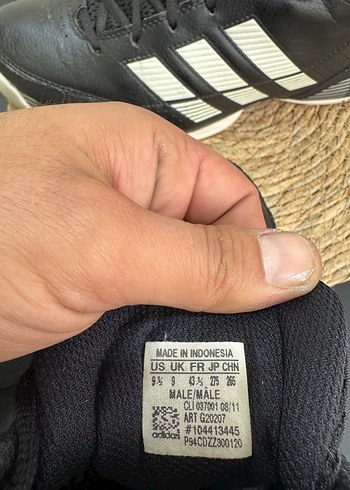 MADE IN INDONESIA
US UK FR JP CHN
9½ 9 43⅓ 275 265
MALE/MÂLE
CLI 037001 08/11
ART G20207
#104413445
adidas P94CDZZ300120